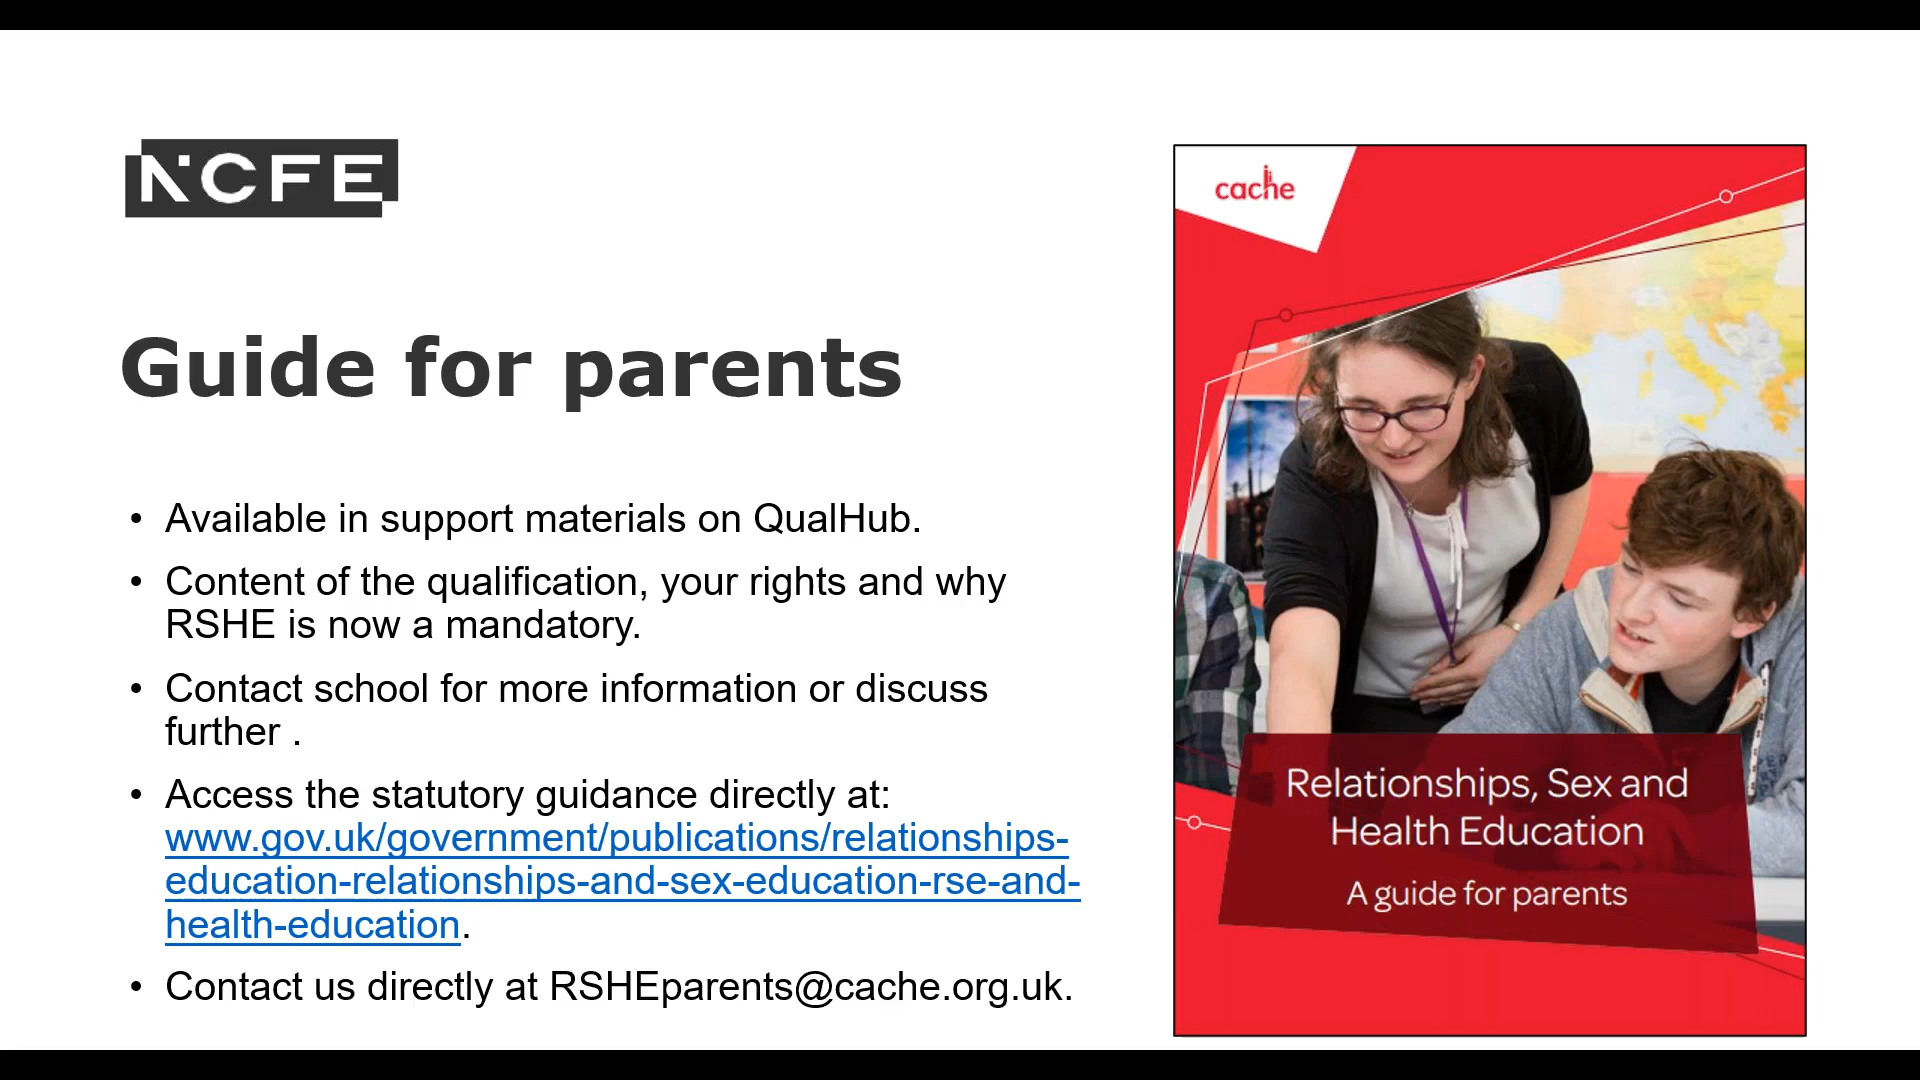 NCFE
Guide for parents
• Available in support materials on QualHub.
• Content of the qualification, your rights and why
RSHE is now a mandatory.
• Contact school for more information or discuss
further .
• Access the statutory guidance directly at:
www.gov.uk/government/publications/relationships-
education-relationships-and-sex-education-rse-and-
health-education.
• Contact us directly at RSHEparents@cache.org.uk.
cache
Relationships, Sex and
Health Education
A guide for parents